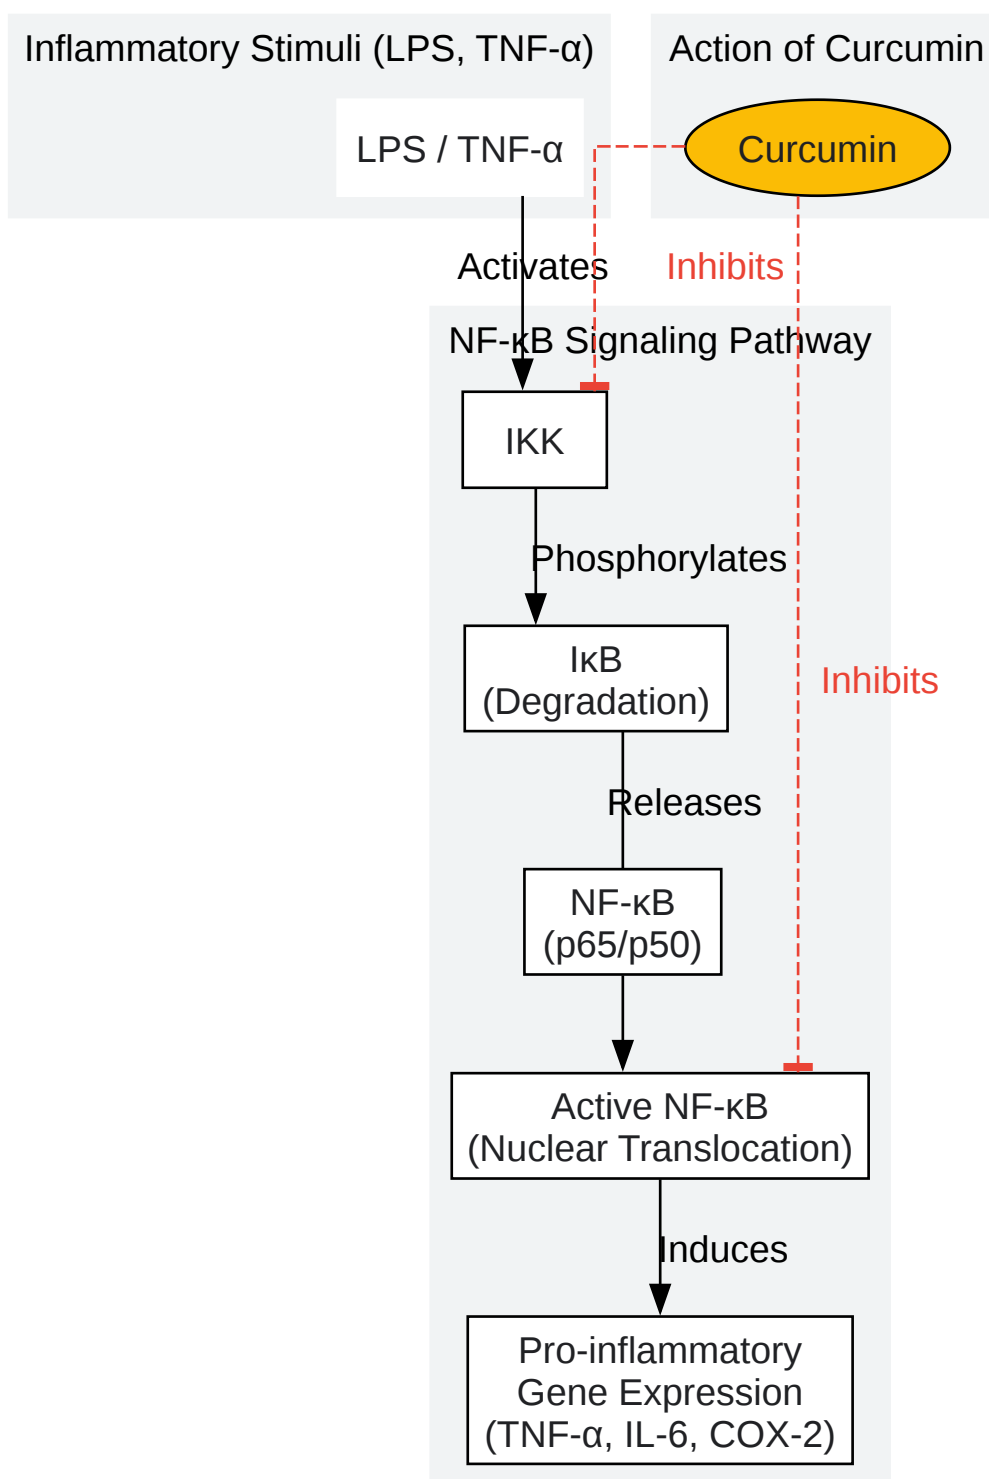 Inflammatory Stimuli (LPS, TNF-α)
Action of Curcumin
LPS / TNF-α
Curcumin
Activates
Inhibits
NF-κB Signaling Pathway
IKK
Phosphorylates
IκB
(Degradation)
Inhibits
Releases
NF-κB
(p65/p50)
Active NF-κB
(Nuclear Translocation)
Induces
Pro-inflammatory
Gene Expression
(TNF-α, IL-6, COX-2)